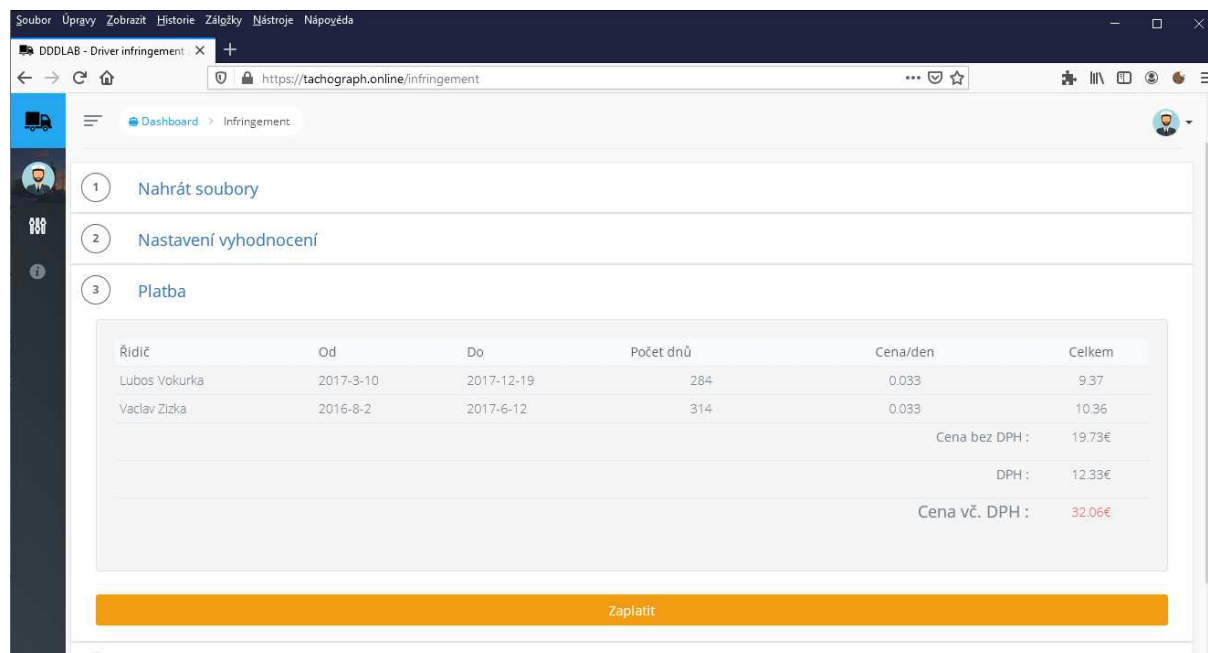 Soubor Úpravy Zobrazit Historie Záložky Nástroje Nápověda
DDDLAB - Driver infringement
https://tachograph.online/infringement
Dashboard > Infringement
1 Nahrát soubory
2 Nastavení vyhodnocení
3 Platba
Řidič Od Do Počet dnů Cena/den Celkem
Lubos Vokurka 2017-3-10 2017-12-19 284 0.033 9.37
Vaclav Zizka 2016-8-2 2017-6-12 314 0.033 10.36
Cena bez DPH : 19.73€
DPH : 12.33€
Cena vč. DPH : 32.06€
Zaplatit